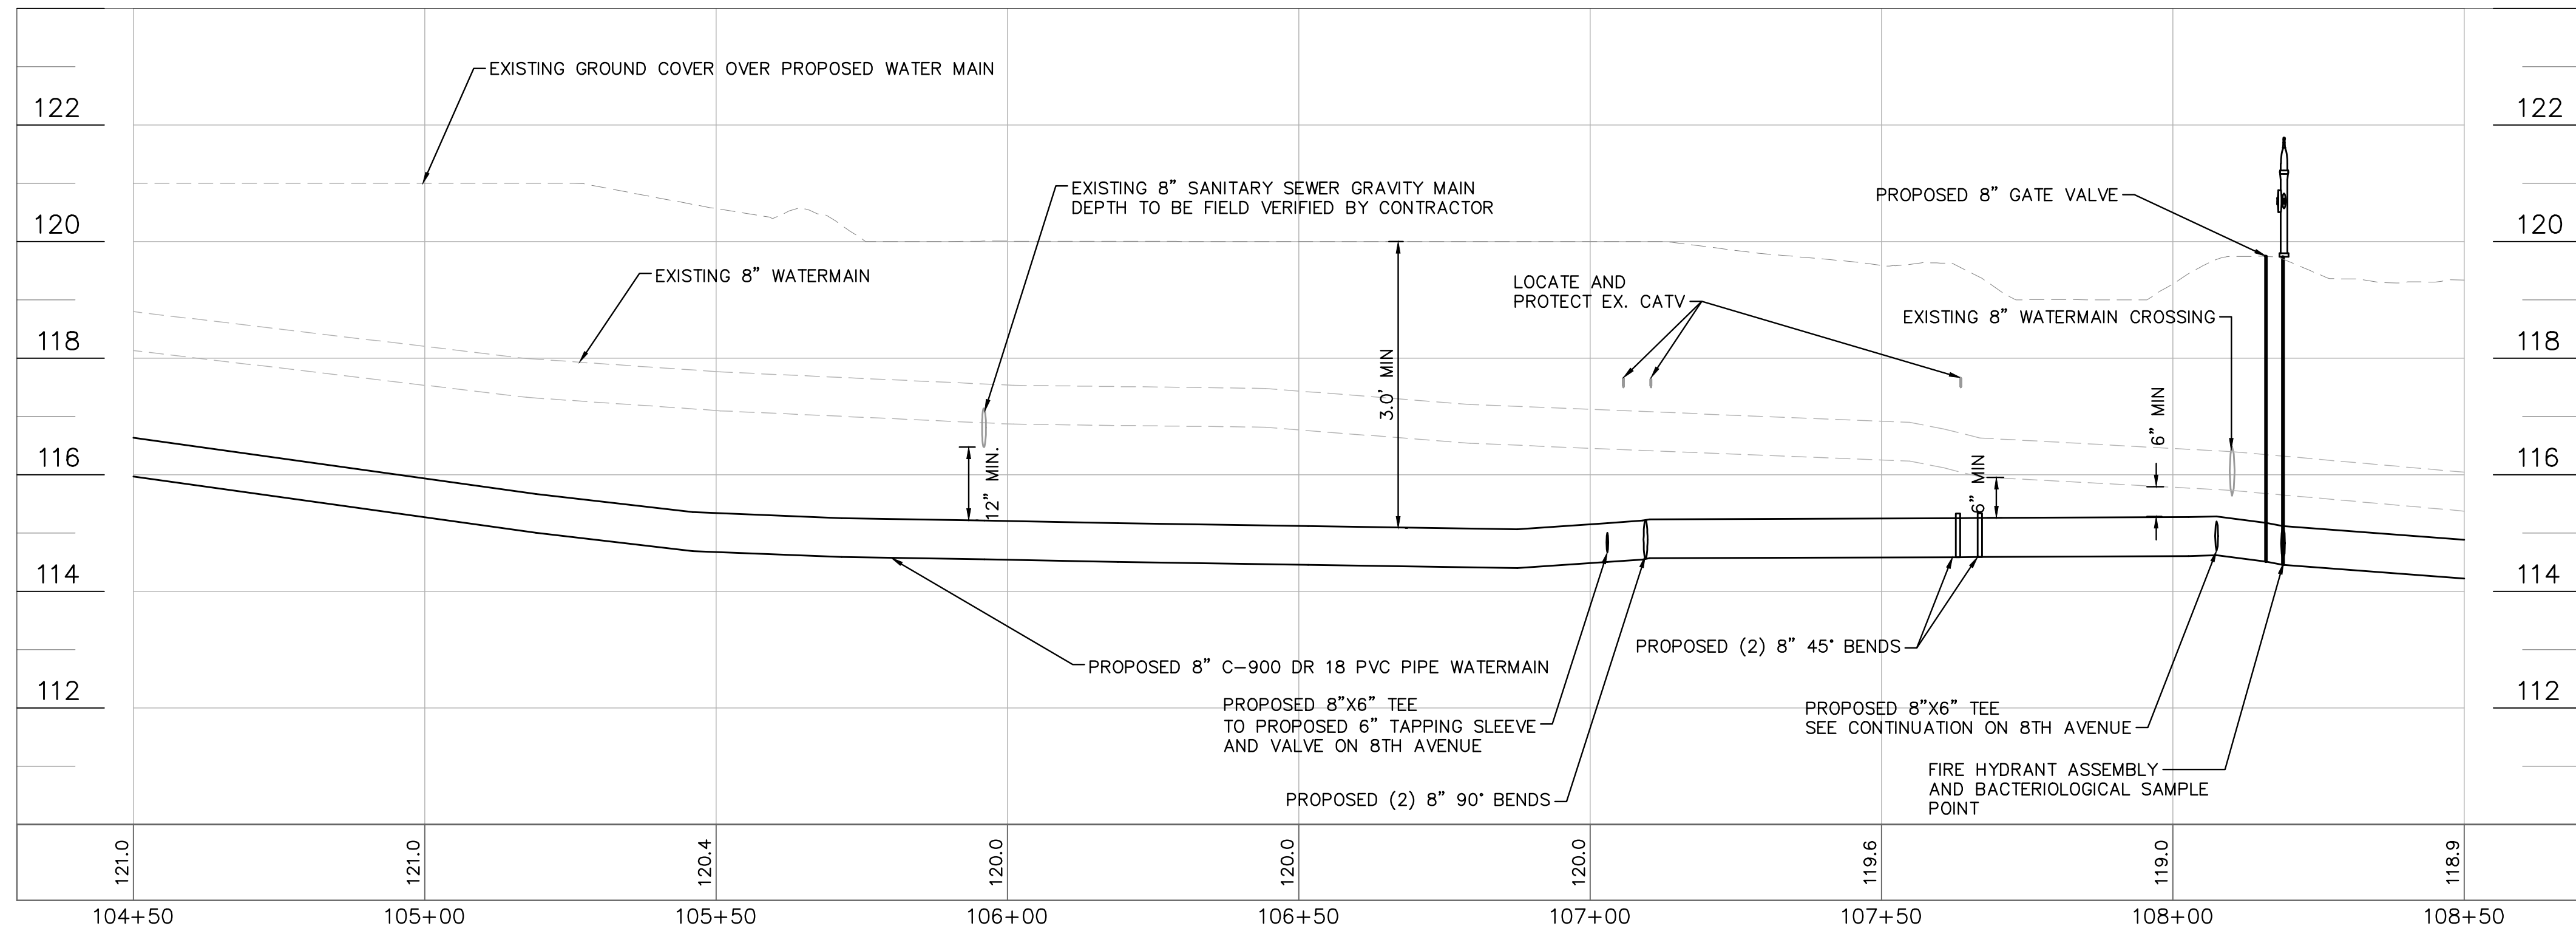 EXISTING GROUND COVER OVER PROPOSED WATER MAIN
122
122
EXISTING 8” SANITARY SEWER GRAVITY MAIN
DEPTH TO BE FIELD VERIFIED BY CONTRACTOR
PROPOSED 8” GATE VALVE
120
120
EXISTING 8” WATERMAIN
LOCATE AND
PROTECT EX. CATV
EXISTING 8” WATERMAIN CROSSING
118
118
3.0' MIN
6” MIN
116
116
12” MIN.
6” MIN
114
114
PROPOSED (2) 8” 45° BENDS
PROPOSED 8” C–900 DR 18 PVC PIPE WATERMAIN
112
112
PROPOSED 8”X6” TEE
TO PROPOSED 6” TAPPING SLEEVE
AND VALVE ON 8TH AVENUE
PROPOSED 8”X6” TEE
SEE CONTINUATION ON 8TH AVENUE
FIRE HYDRANT ASSEMBLY
AND BACTERIOLOGICAL SAMPLE
POINT
PROPOSED (2) 8” 90° BENDS
121.0
121.0
120.4
120.0
120.0
120.0
119.6
119.0
118.9
104+50
105+00
105+50
106+00
106+50
107+00
107+50
108+00
108+50